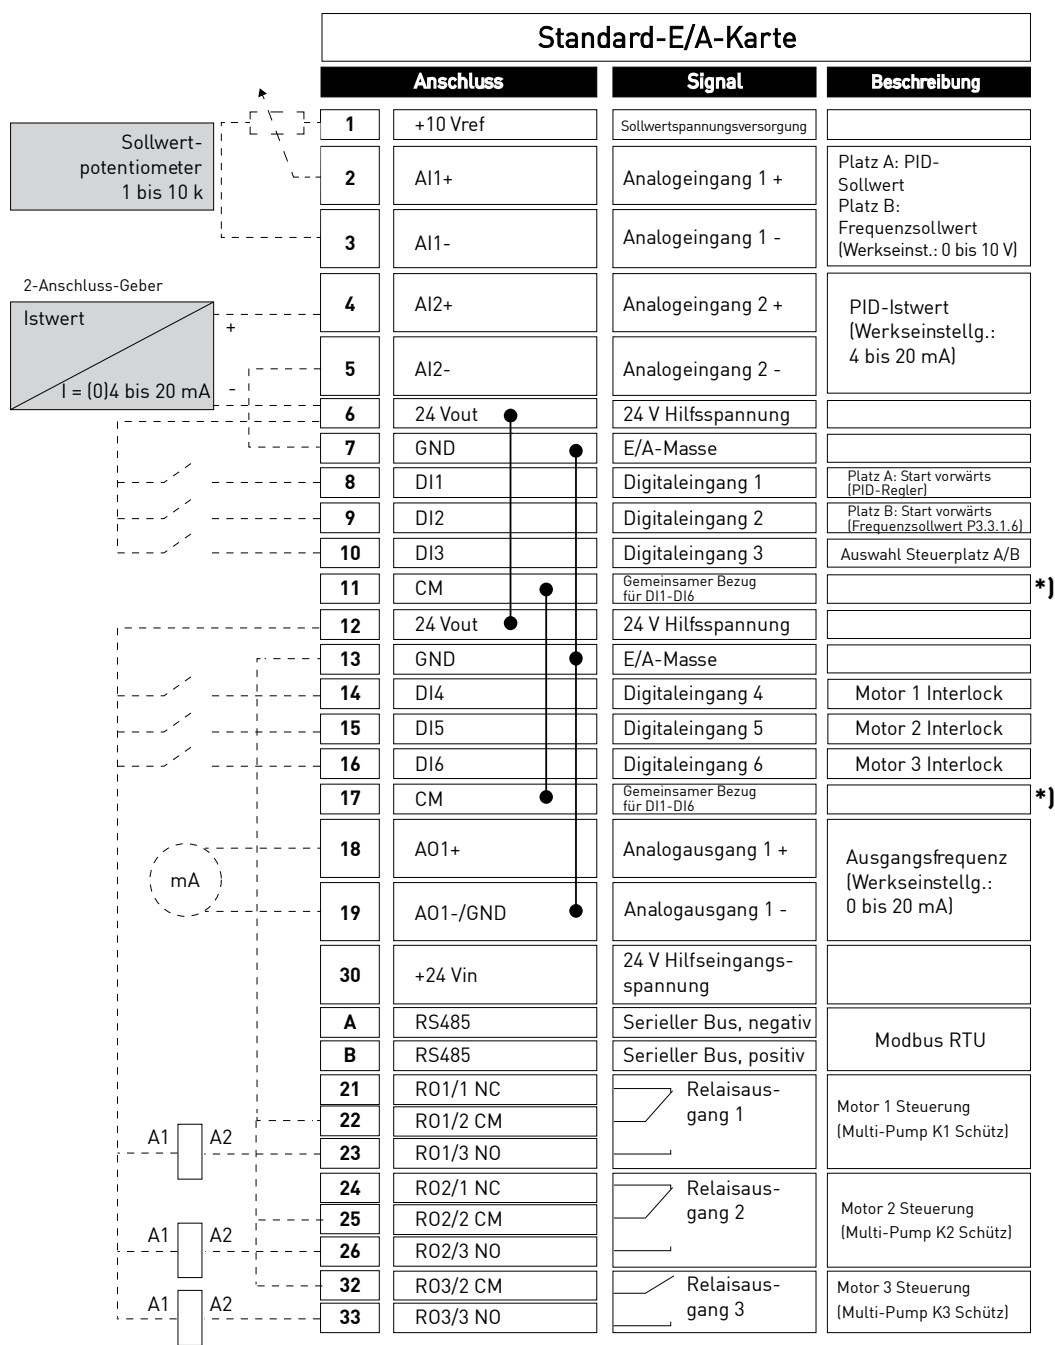 Standard-E/A-Karte
Anschluss Signal Beschreibung
Sollwert-
potentiometer
1 bis 10 k
1 +10 Vref Sollwertspannungsversorgung
2 AI1+ Analogeingang 1 +
3 AI1- Analogeingang 1 -
Platz A: PID-
Sollwert
Platz B:
Frequenzsollwert
(Werkseinst.: 0 bis 10 V)
2-Anschluss-Geber
Istwert
+
I = (0)4 bis 20 mA
-
4 AI2+ Analogeingang 2 +
5 AI2- Analogeingang 2 -
PID-Istwert
(Werkseinstellg.:
4 bis 20 mA)
6 24 Vout 24 V Hilfsspannung
7 GND E/A-Masse
8 DI1 Digitaleingang 1 Platz A: Start vorwärts
(PID-Regler)
9 DI2 Digitaleingang 2 Platz B: Start vorwärts
(Frequenzsollwert P3.3.1.6)
10 DI3 Digitaleingang 3 Auswahl Steuerplatz A/B
11 CM Gemeinsamer Bezug
für DI1-DI6
*)
12 24 Vout 24 V Hilfsspannung
13 GND E/A-Masse
14 DI4 Digitaleingang 4 Motor 1 Interlock
15 DI5 Digitaleingang 5 Motor 2 Interlock
16 DI6 Digitaleingang 6 Motor 3 Interlock
17 CM Gemeinsamer Bezug
für DI1-DI6
*)
mA
18 AO1+ Analogausgang 1 +
19 AO1-/GND Analogausgang 1 -
Ausgangsfrequenz
(Werkseinstellg.:
0 bis 20 mA)
30 +24 Vin 24 V Hilfseingangs-
spannung
A RS485 Serieller Bus, negativ
B RS485 Serieller Bus, positiv
Modbus RTU
21 RO1/1 NC
22 RO1/2 CM
A1 A2
23 RO1/3 NO
Relaisaus-
gang 1
Motor 1 Steuerung
(Multi-Pump K1 Schütz)
24 RO2/1 NC
25 RO2/2 CM
A1 A2
26 RO2/3 NO
Relaisaus-
gang 2
Motor 2 Steuerung
(Multi-Pump K2 Schütz)
32 RO3/2 CM
A1 A2
33 RO3/3 NO
Relaisaus-
gang 3
Motor 3 Steuerung
(Multi-Pump K3 Schütz)